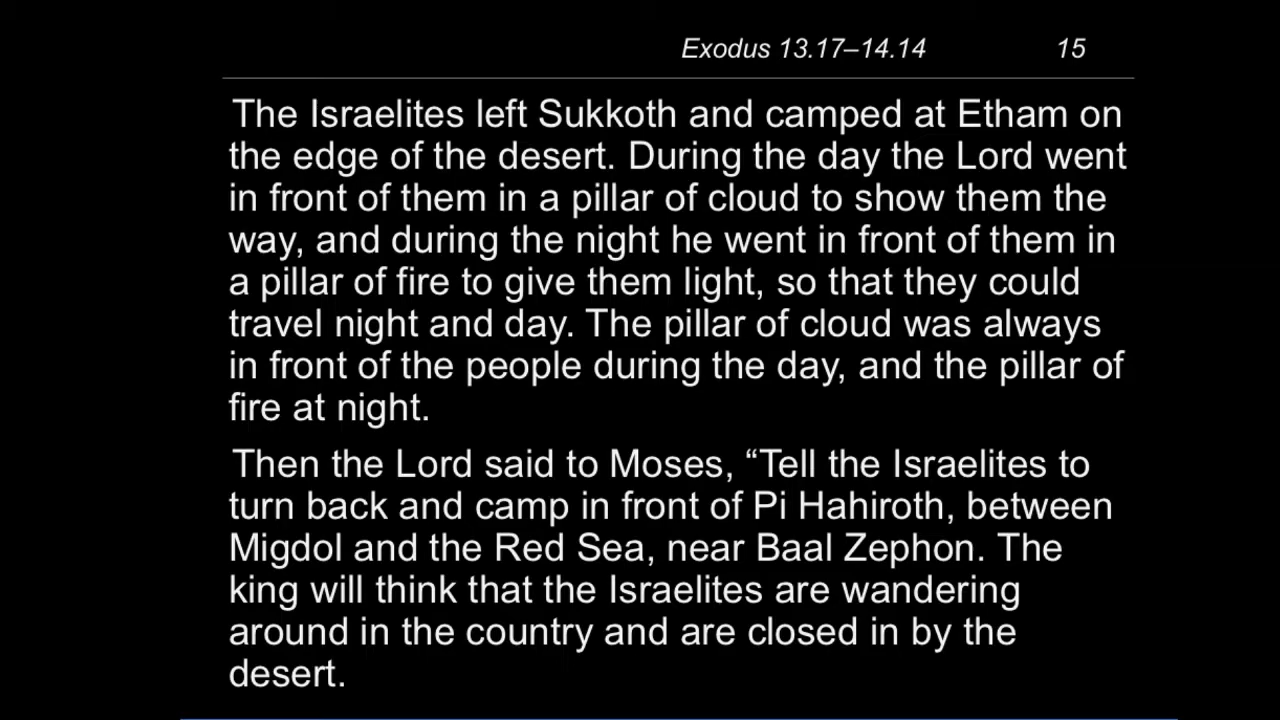 Exodus 13.17–14.14 15
The Israelites left Sukkoth and camped at Etham on
the edge of the desert. During the day the Lord went
in front of them in a pillar of cloud to show them the
way, and during the night he went in front of them in
a pillar of fire to give them light, so that they could
travel night and day. The pillar of cloud was always
in front of the people during the day, and the pillar of
fire at night.
Then the Lord said to Moses, “Tell the Israelites to
turn back and camp in front of Pi Hahiroth, between
Migdol and the Red Sea, near Baal Zephon. The
king will think that the Israelites are wandering
around in the country and are closed in by the
desert.